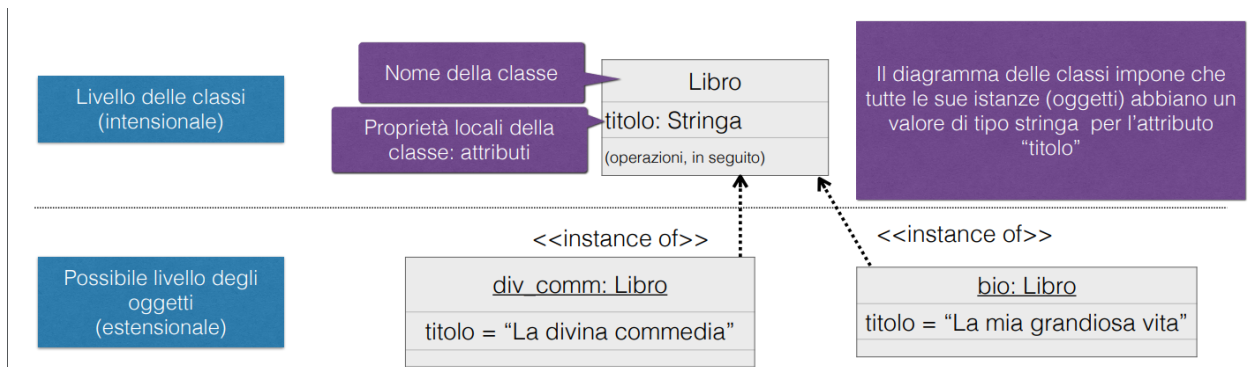 Livello delle classi
(intensionale)
Nome della classe
Proprietà locali della
classe: attributi
Libro
titolo: Stringa
(operazioni, in seguito)
Il diagramma delle classi impone che
tutte le sue istanze (oggetti) abbiano un
valore di tipo stringa per l’attributo
“titolo”
<<instance of>>
<<instance of>>
Possibile livello degli
oggetti
(estensionale)
div_comm: Libro
titolo = “La divina commedia”
bio: Libro
titolo = “La mia grandiosa vita”